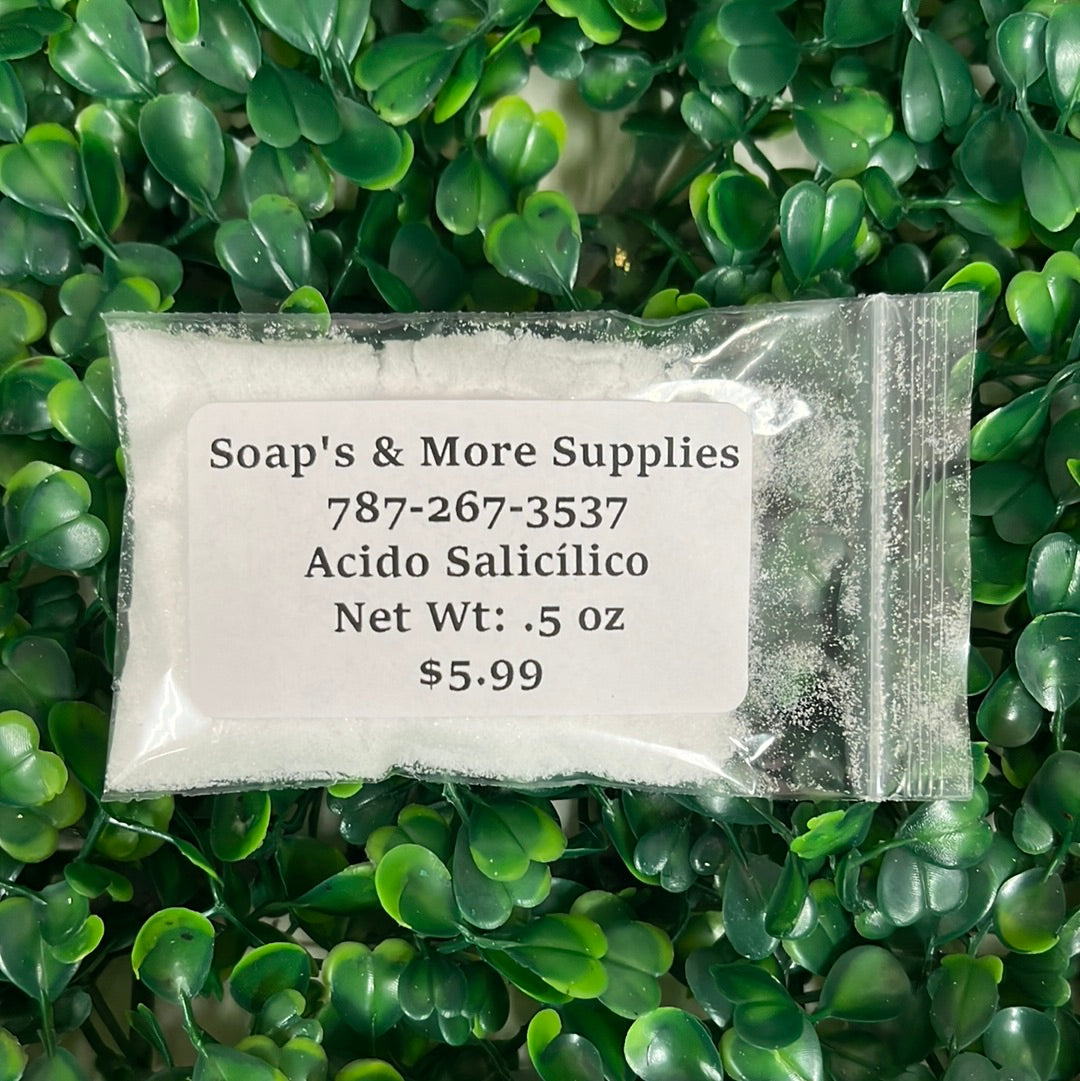 Soap's & More Supplies
787-267-3537
Acido Salicílico
Net Wt: .5 oz
$5.99